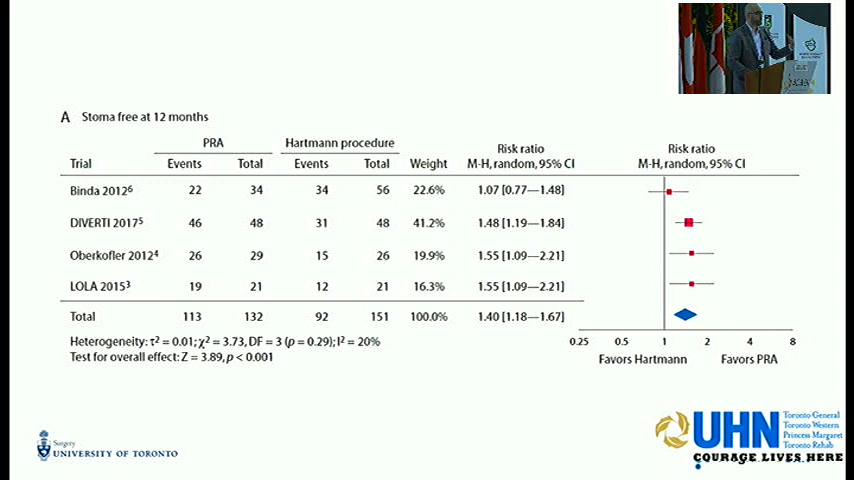 A Stoma free at 12 months
PRA Hartmann procedure Risk ratio Risk ratio
Trial Events Total Events Total Weight M-H, random, 95% CI M-H, random, 95% CI
Binda 2012⁶ 22 34 34 56 22.6% 1.07 [0.77—1.48]
DIVERTI 2017⁵ 46 48 31 48 41.2% 1.48 [1.19—1.84]
Oberkofler 2012⁴ 26 29 15 26 19.9% 1.55 [1.09—2.21]
LOLA 2015³ 19 21 12 21 16.3% 1.55 [1.09—2.21]
Total 113 132 92 151 100.0% 1.40 [1.18—1.67]
0.25 0.5 1 2 4 8
Heterogeneity: τ² = 0.01; χ² = 3.73, DF = 3 (p = 0.29); I² = 20%
Test for overall effect: Z = 3.89, p < 0.001
Favors Hartmann Favors PRA
Surgery
UNIVERSITY OF TORONTO
UHN
Toronto General
Toronto Western
Princess Margaret
Toronto Rehab
COURAGE LIVES HERE